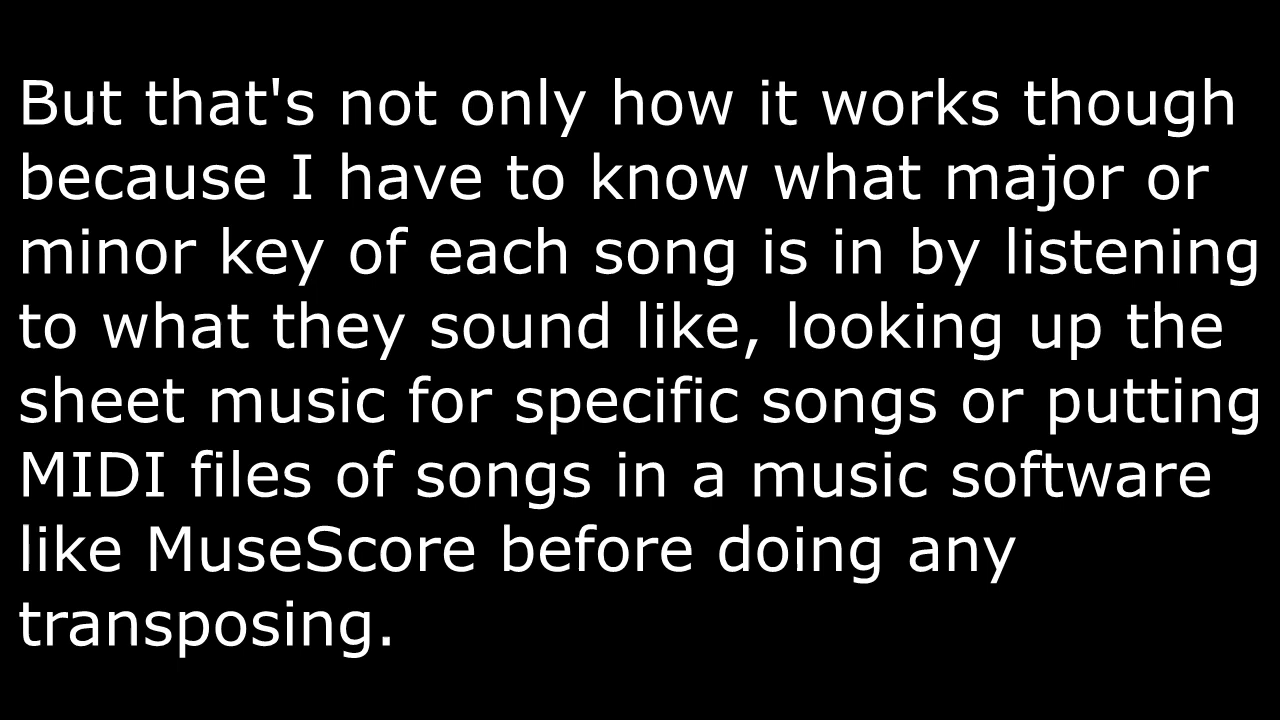 But that's not only how it works though
because I have to know what major or
minor key of each song is in by listening
to what they sound like, looking up the
sheet music for specific songs or putting
MIDI files of songs in a music software
like MuseScore before doing any
transposing.